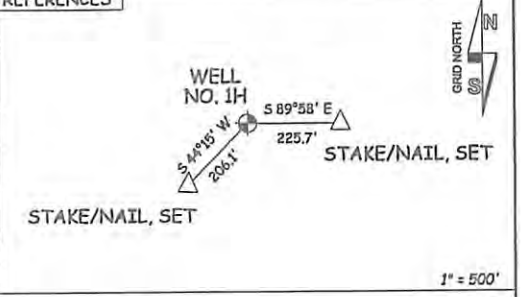 REFERENCES
N
GRID NORTH
S
WELL
NO. 1H
S 89°58' E
225.7'
STAKE/NAIL, SET
S 44°15' W
206.1'
STAKE/NAIL, SET
1" = 500'